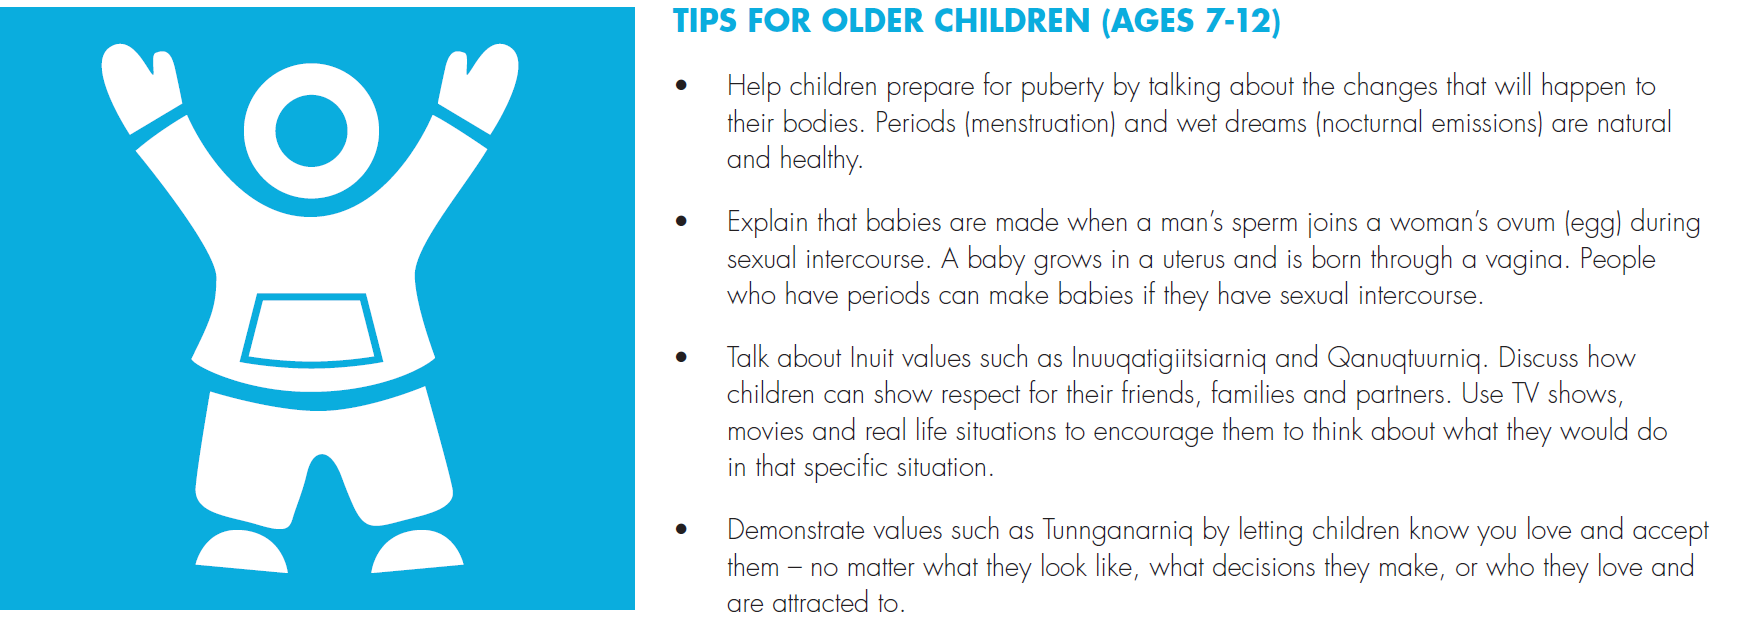 TIPS FOR OLDER CHILDREN (AGES 7-12)
• Help children prepare for puberty by talking about the changes that will happen to
their bodies. Periods (menstruation) and wet dreams (nocturnal emissions) are natural
and healthy.
• Explain that babies are made when a man’s sperm joins a woman’s ovum (egg) during
sexual intercourse. A baby grows in a uterus and is born through a vagina. People
who have periods can make babies if they have sexual intercourse.
• Talk about Inuit values such as Inuuqatigiitsiarniq and Qanuqtuurniq. Discuss how
children can show respect for their friends, families and partners. Use TV shows,
movies and real life situations to encourage them to think about what they would do
in that specific situation.
• Demonstrate values such as Tunnganarniq by letting children know you love and accept
them – no matter what they look like, what decisions they make, or who they love and
are attracted to.